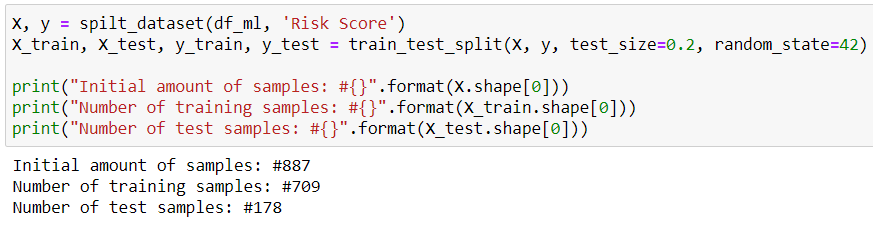 X, y = spilt_dataset(df_ml, 'Risk Score')
X_train, X_test, y_train, y_test = train_test_split(X, y, test_size=0.2, random_state=42)
print("Initial amount of samples: #{}".format(X.shape[0]))
print("Number of training samples: #{}".format(X_train.shape[0]))
print("Number of test samples: #{}".format(X_test.shape[0]))
Initial amount of samples: #887
Number of training samples: #709
Number of test samples: #178